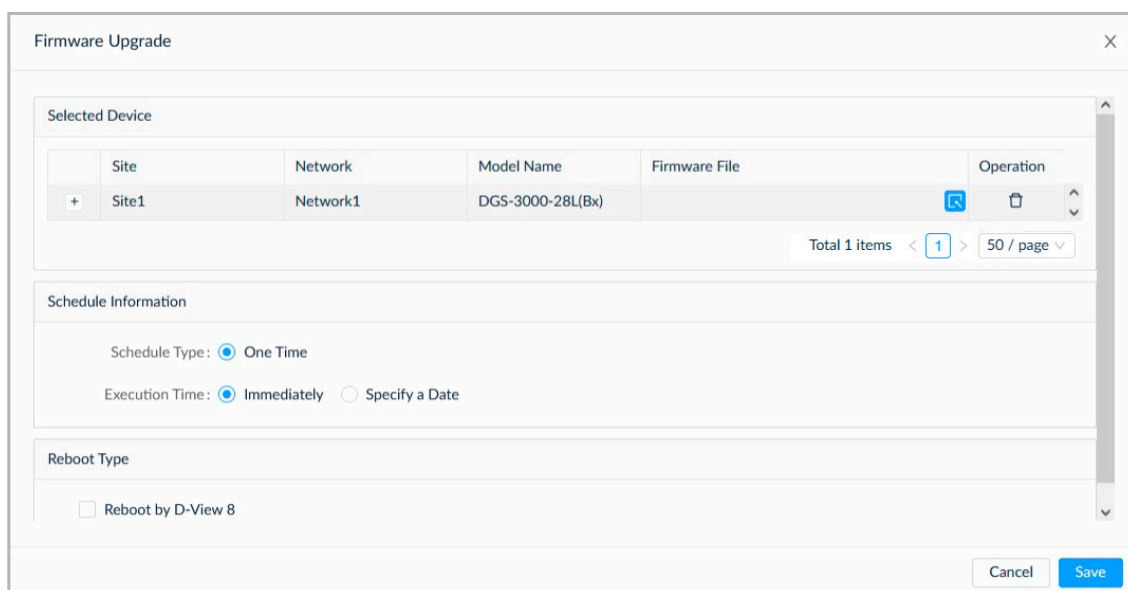 Firmware Upgrade
Selected Device
Site Network Model Name Firmware File Operation
+ Site1 Network1 DGS-3000-28L(Bx)
Total 1 items < 1 > 50 / page
Schedule Information
Schedule Type: One Time
Execution Time: Immediately Specify a Date
Reboot Type
Reboot by D-View 8
Cancel Save